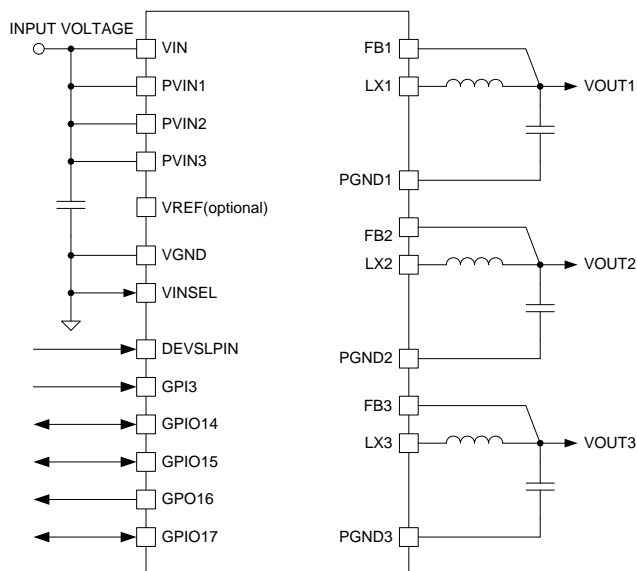 INPUT VOLTAGE
VIN
PVIN1
PVIN2
PVIN3
VREF(optional)
VGND
VINSEL
DEVSLPIN
GPI3
GPIO14
GPIO15
GPO16
GPIO17
FB1
LX1
VOUT1
PGND1
FB2
LX2
VOUT2
PGND2
FB3
LX3
VOUT3
PGND3